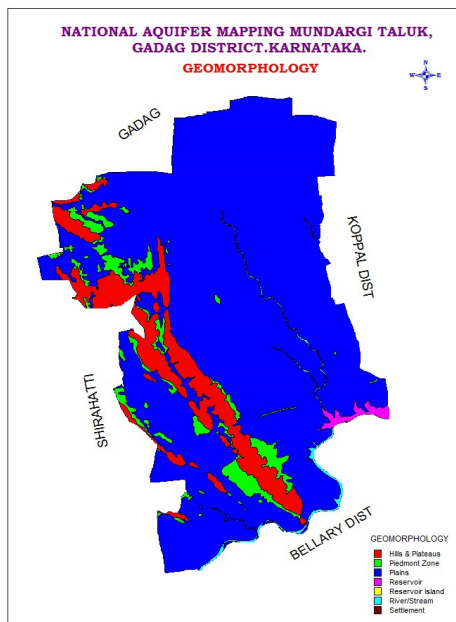 NATIONAL AQUIFER MAPPING MUNDARGI TALUK,
GADAG DISTRICT.KARNATAKA.
GEOMORPHOLOGY
N
W E
S
GADAG
KOPPAL DIST
SHIRAHATTI
BELLARY DIST
GEOMORPHOLOGY
Hills & Plateaus
Piedmont Zone
Plains
Reservoir
Reservoir Island
River/Stream
Settlement